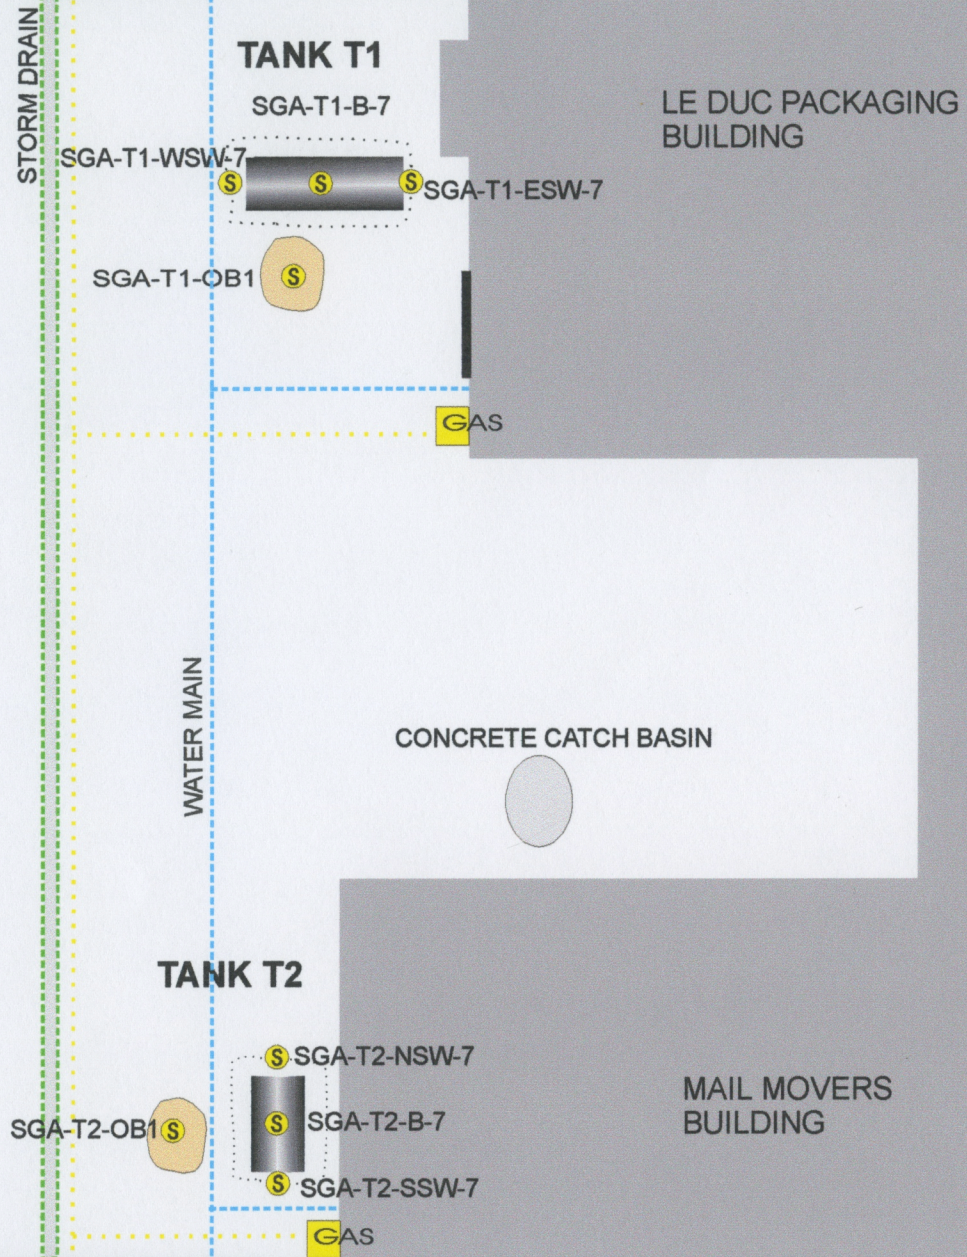 STORM DRAIN
TANK T1
SGA-T1-B-7
LE DUC PACKAGING
BUILDING
SGA-T1-WSW-7
S
S
S
SGA-T1-ESW-7
SGA-T1-OB1
S
GAS
WATER MAIN
CONCRETE CATCH BASIN
TANK T2
S
SGA-T2-NSW-7
MAIL MOVERS
BUILDING
S
SGA-T2-B-7
SGA-T2-OB1
S
S
SGA-T2-SSW-7
GAS